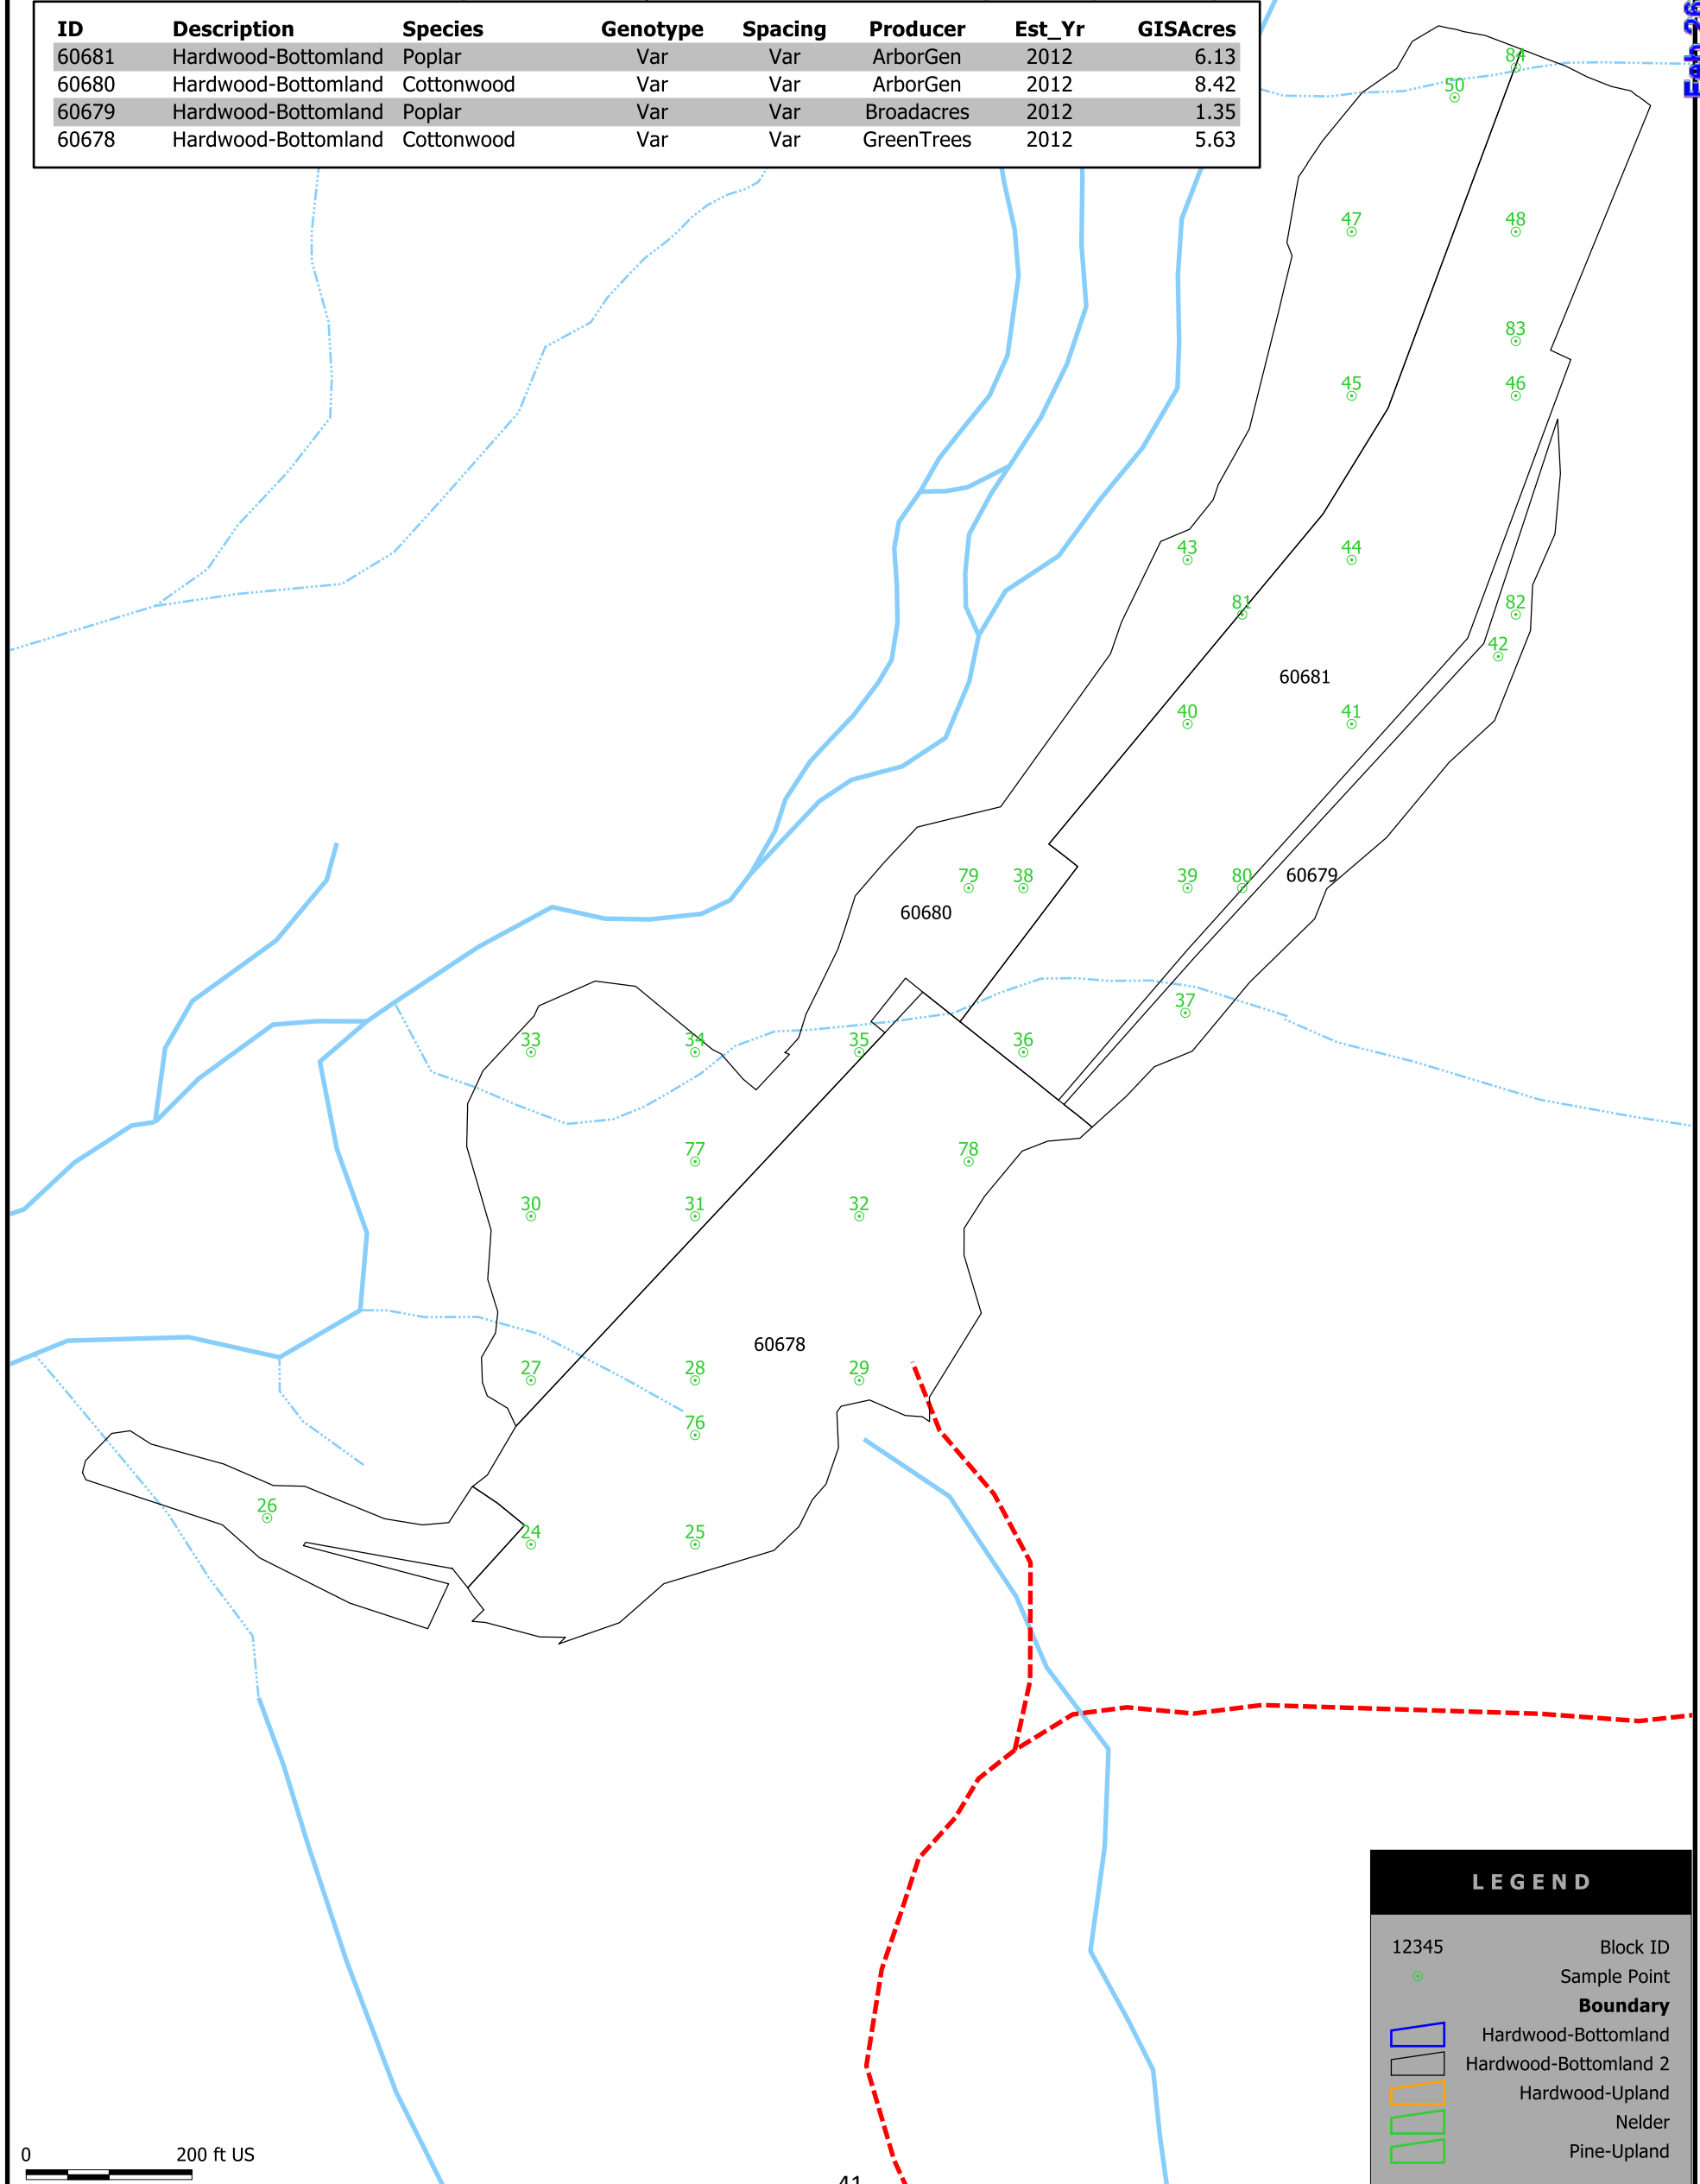 ID Description Species Genotype Spacing Producer Est_Yr GISAcres
60681 Hardwood-Bottomland Poplar Var Var ArborGen 2012 6.13
60680 Hardwood-Bottomland Cottonwood Var Var ArborGen 2012 8.42
60679 Hardwood-Bottomland Poplar Var Var Broadacres 2012 1.35
60678 Hardwood-Bottomland Cottonwood Var Var GreenTrees 2012 5.63
84
50
47 48
83
45 46
43 44
81 82
42
60681
40 41
79 38 39 80 60679
60680
37
33 34 35 36
77 78
30 31 32
60678
27 28 29
76
26
24 25
LEGEND
12345 Block ID
Sample Point
Boundary
Hardwood-Bottomland
Hardwood-Bottomland 2
Hardwood-Upland
Nelder
Pine-Upland
0 200 ft US